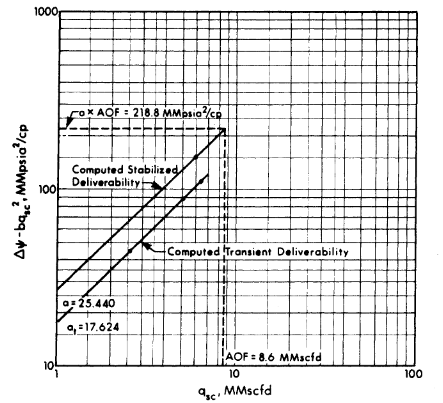 1000
Δψ-bq_sc², MMpsia²/cp
a × AOF = 218.8 MMpsia²/cp
Computed Stabilized
Deliverability
100
Computed Transient Deliverability
a=25.440
a_t=17.624
AOF = 8.6 MMscfd
10
1
10
100
q_sc, MMscfd